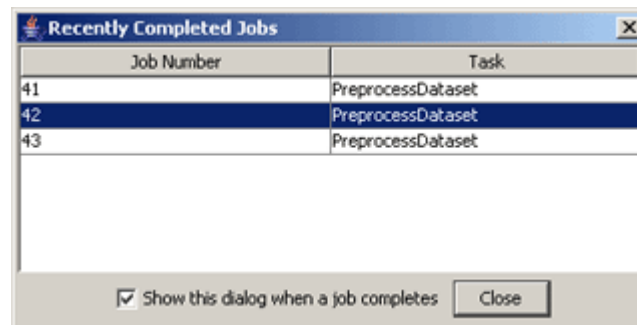 Recently Completed Jobs
Job Number Task
41 PreprocessDataset
42 PreprocessDataset
43 PreprocessDataset
Show this dialog when a job completes Close